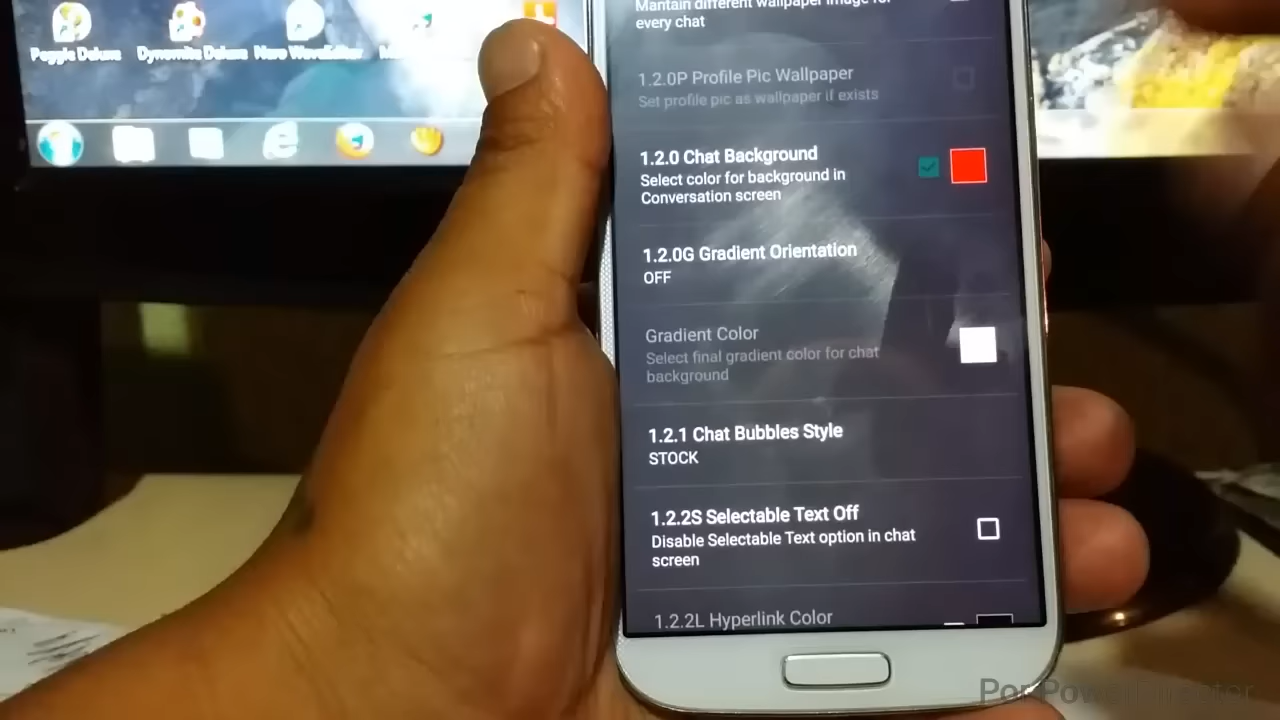 Peggle Deluxe
Dynomite Deluxe
Nero WaveEditor
Mantain different wallpaper image for
every chat
1.2.0P Profile Pic Wallpaper
Set profile pic as wallpaper if exists
1.2.0 Chat Background
Select color for background in
Conversation screen
1.2.0G Gradient Orientation
OFF
Gradient Color
Select final gradient color for chat
background
1.2.1 Chat Bubbles Style
STOCK
1.2.2S Selectable Text Off
Disable Selectable Text option in chat
screen
1.2.2L Hyperlink Color
Por PowerDirector